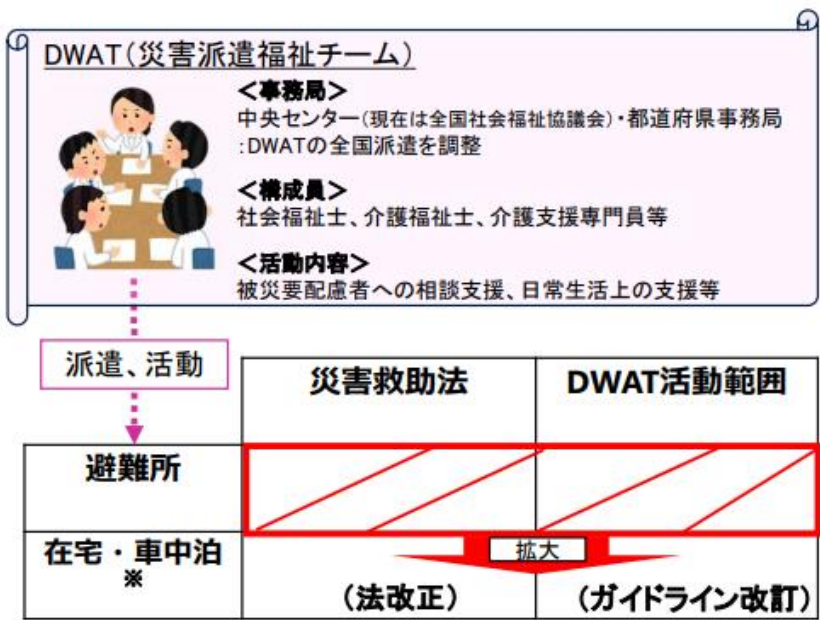 DWAT(災害派遣福祉チーム)
<事務局>
中央センター(現在は全国社会福祉協議会)・都道府県事務局
:DWATの全国派遣を調整
<構成員>
社会福祉士、介護福祉士、介護支援専門員等
<活動内容>
被災要配慮者への相談支援、日常生活上の支援等
派遣、活動
災害救助法
DWAT活動範囲
避難所
在宅・車中泊
※
拡大
(法改正)
(ガイドライン改訂)